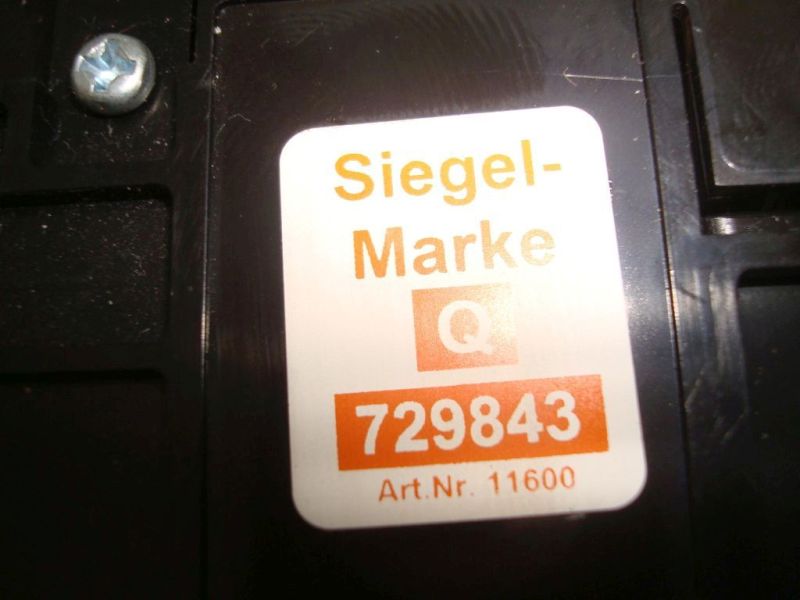 Siegel-
Marke
Q
729843
Art.Nr. 11600